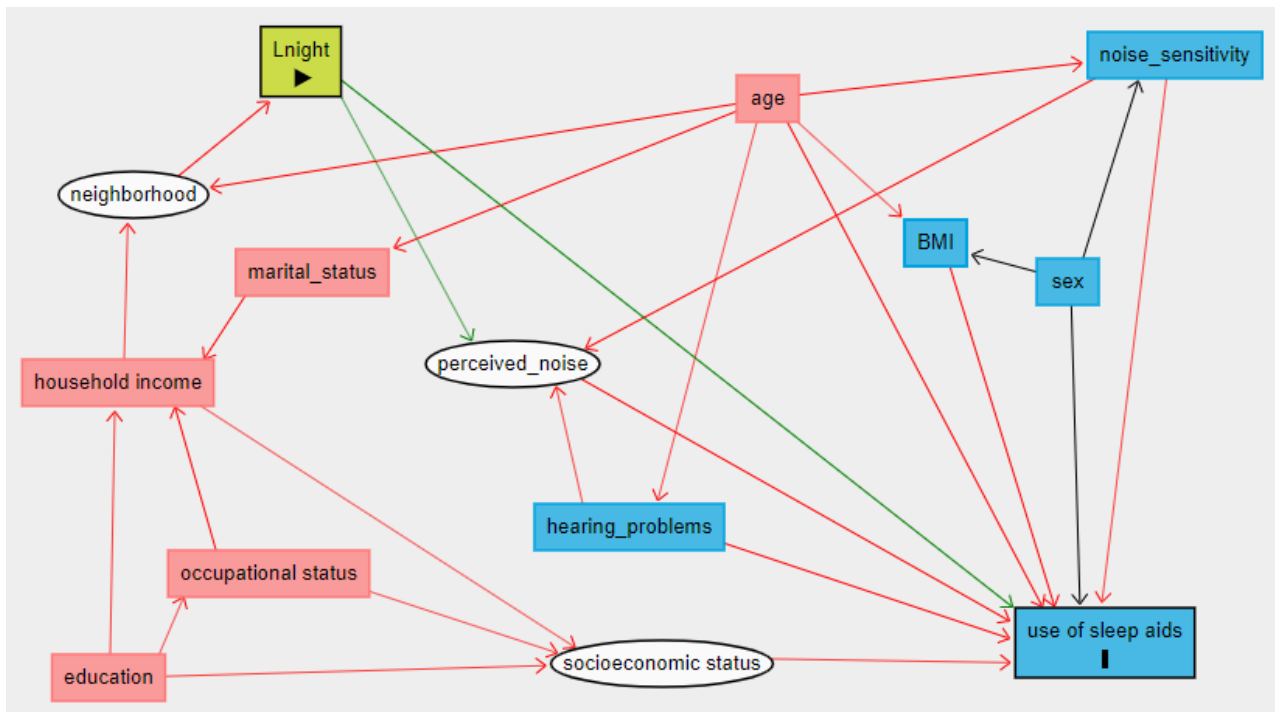 Lnight
noise_sensitivity
age
neighborhood
BMI
marital_status
sex
perceived_noise
household income
hearing_problems
occupational status
use of sleep aids
socioeconomic status
education